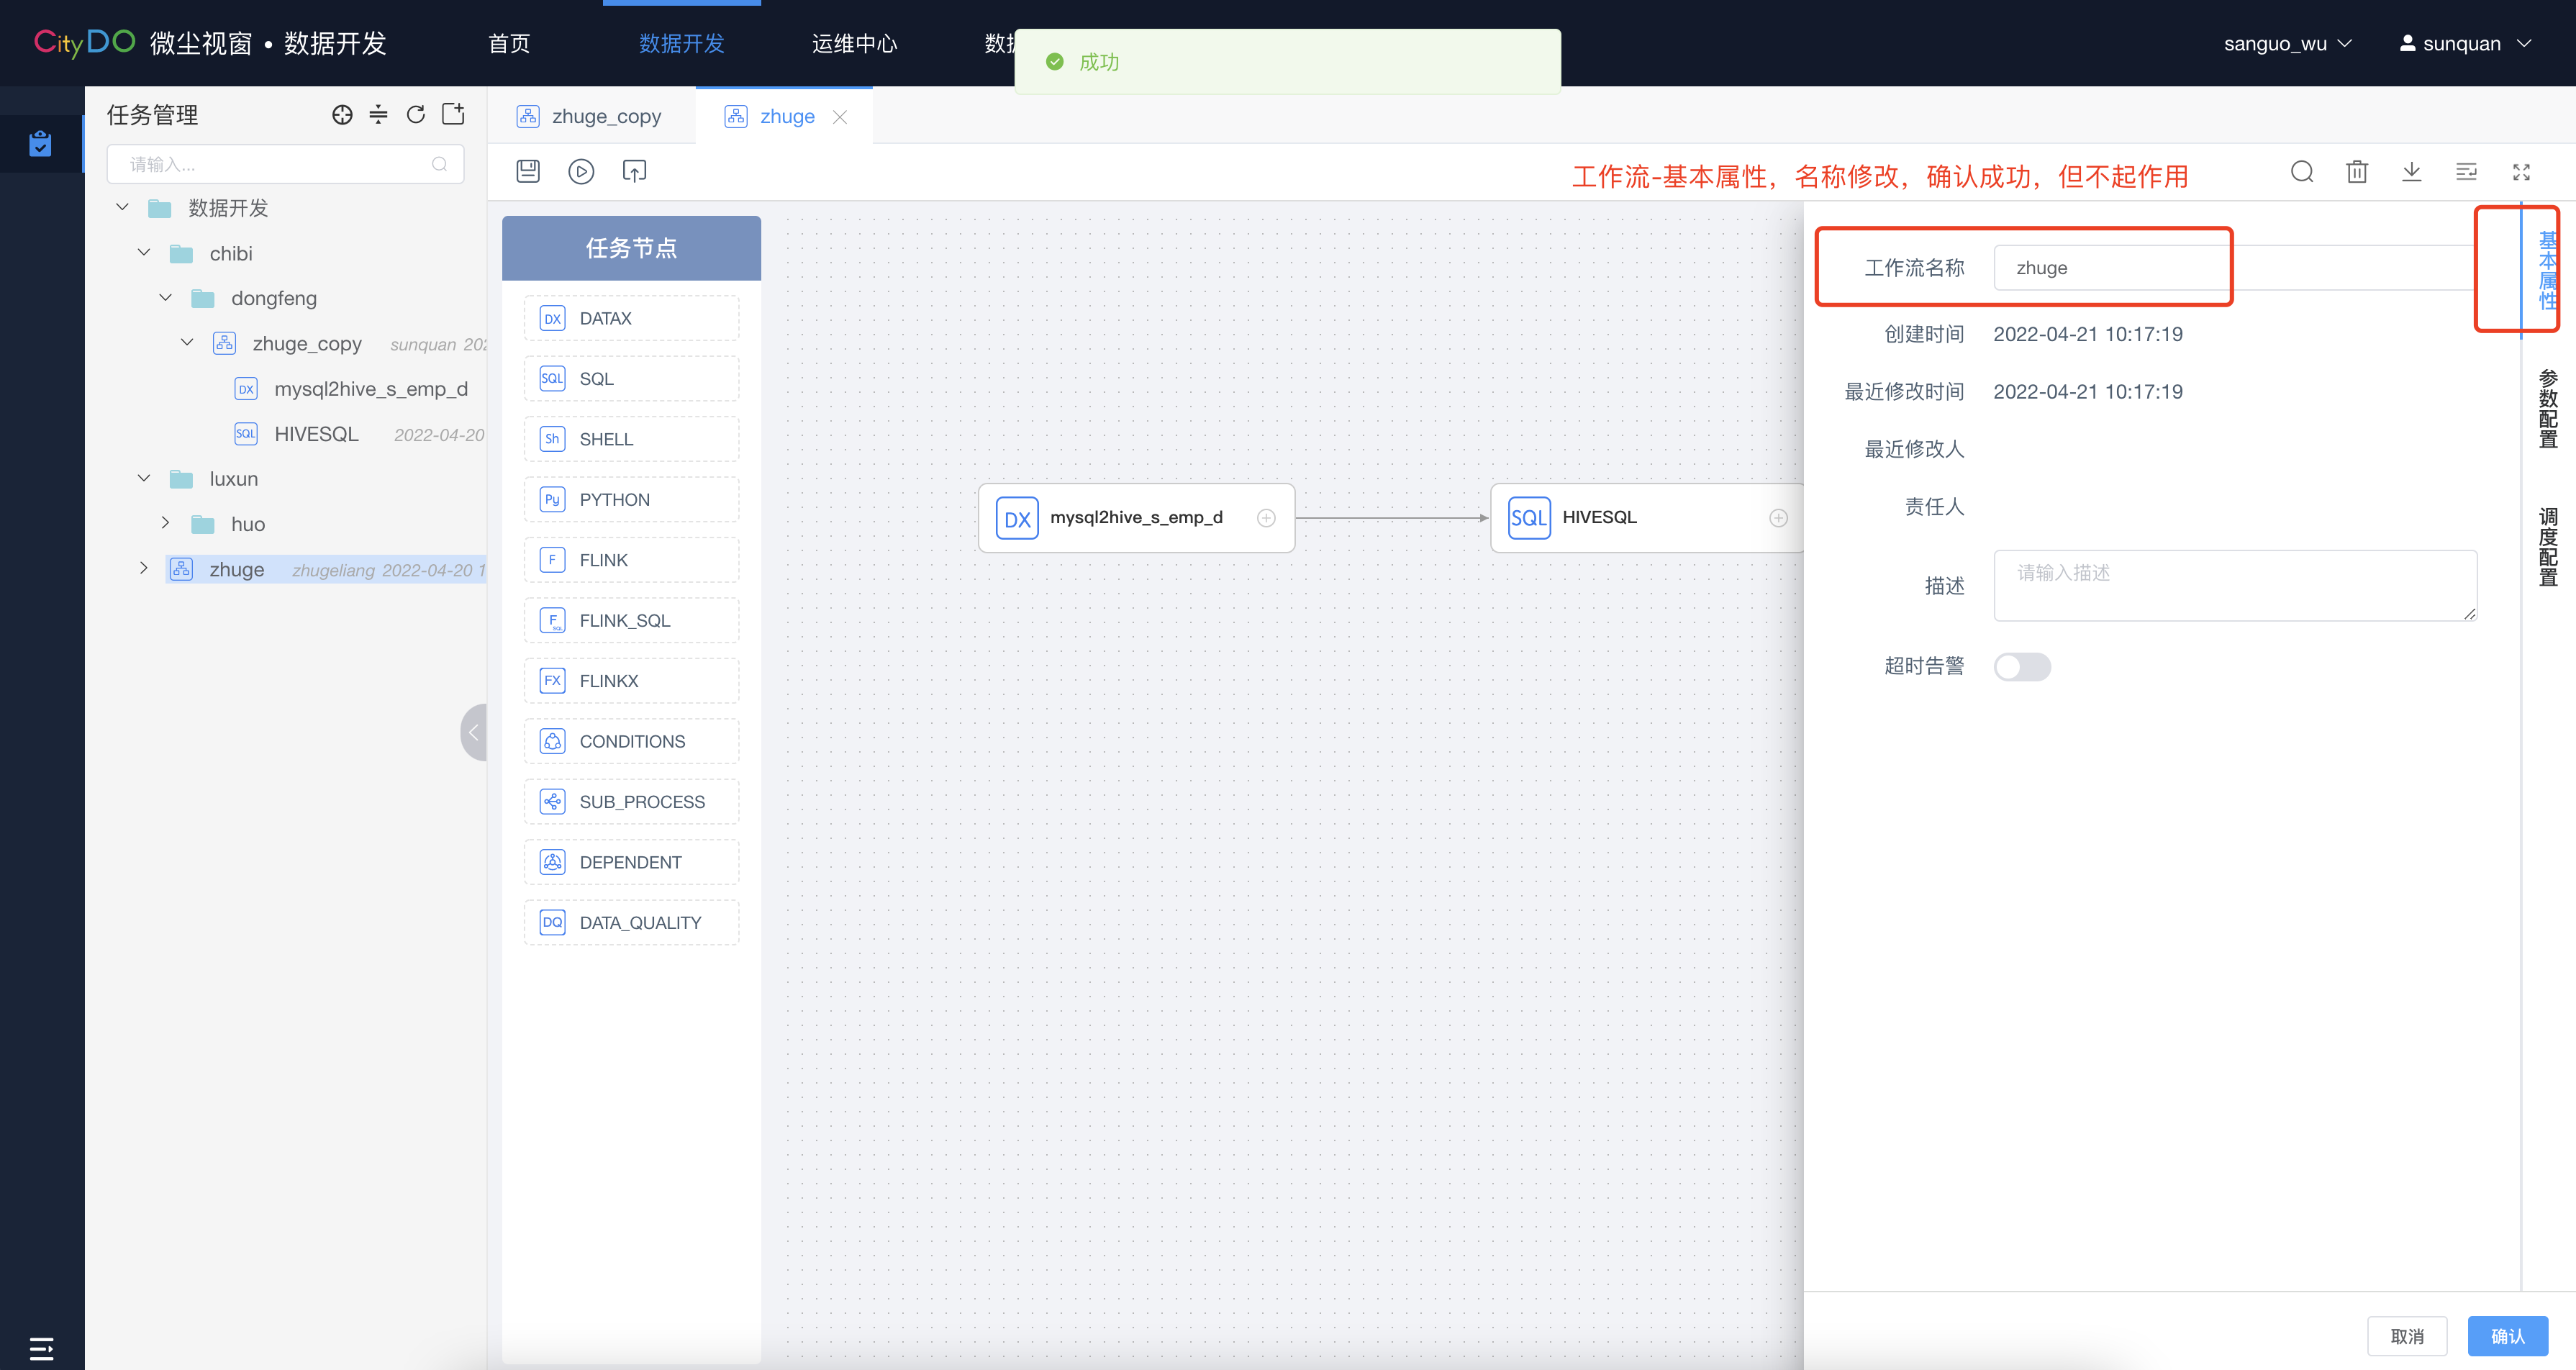 CityDO 微尘视窗 • 数据开发
首页
数据开发
运维中心
成功
sanguo_wu
sunquan
任务管理
请输入...
数据开发
chibi
dongfeng
zhuge_copy sunquan
mysql2hive_s_emp_d
SQL HIVESQL 2022-04-20
luxun
huo
zhuge zhugeliang 2022-04-20 1
zhuge_copy
zhuge
工作流-基本属性，名称修改，确认成功，但不起作用
任务节点
DX DATAX
SQL SQL
Sh SHELL
Py PYTHON
F FLINK
F SQL FLINK_SQL
FX FLINKX
CONDITIONS
SUB_PROCESS
DEPENDENT
DQ DATA_QUALITY
DX mysql2hive_s_emp_d
SQL HIVESQL
工作流名称 zhuge
创建时间 2022-04-21 10:17:19
最近修改时间 2022-04-21 10:17:19
最近修改人
责任人
描述 请输入描述
超时告警
基本属性
参数配置
调度配置
取消
确认